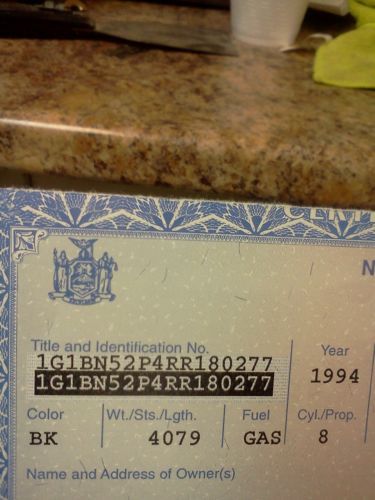 Title and Identification No.
1G1BN52P4RR180277
1G1BN52P4RR180277
Year
1994
Color
Wt./Sts./Lgth.
Fuel
Cyl./Prop.
BK
4079
GAS
8
Name and Address of Owner(s)